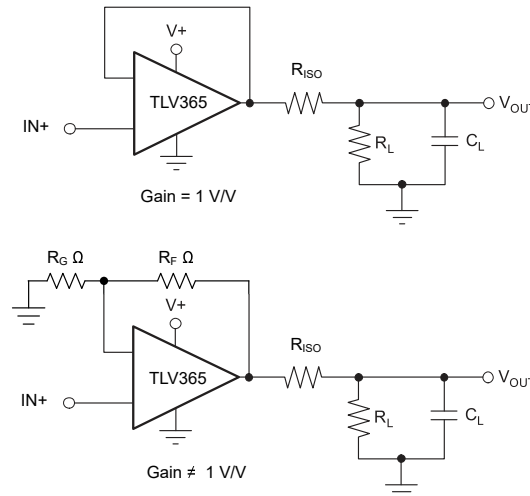 V+
R_ISO
TLV365
V_OUT
IN+
R_L
C_L
Gain = 1 V/V
R_G Ω
R_F Ω
V+
R_ISO
TLV365
V_OUT
IN+
R_L
C_L
Gain ≠ 1 V/V